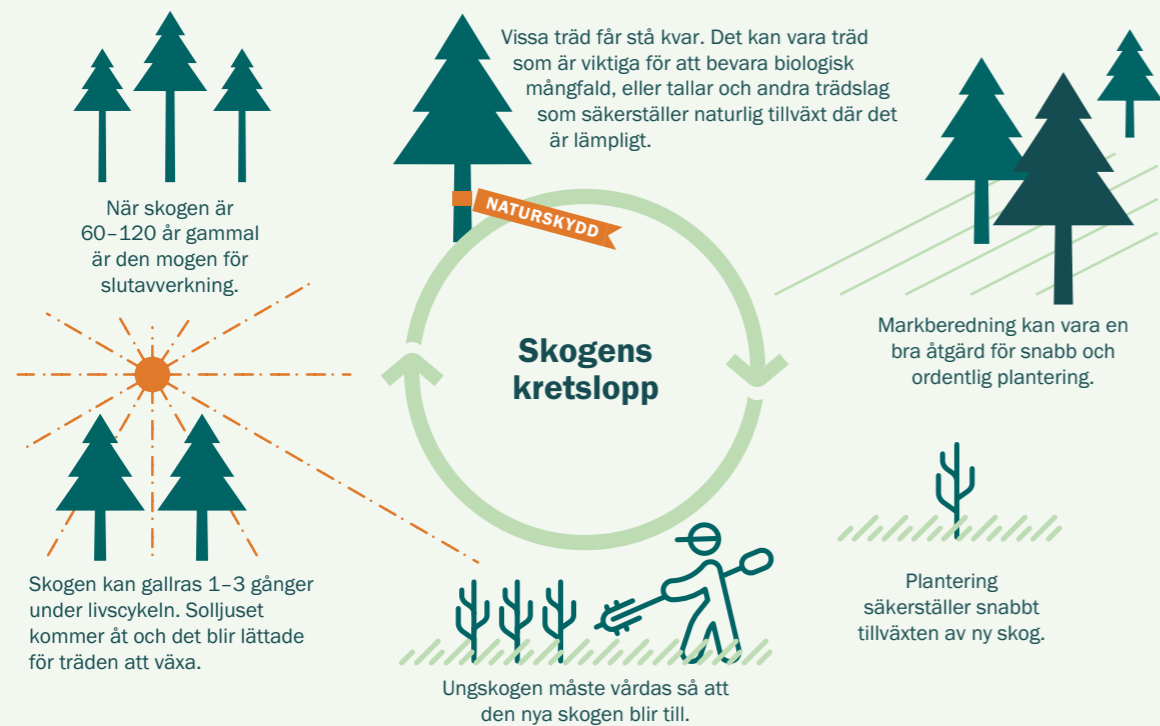 Vissa träd får stå kvar. Det kan vara träd
som är viktiga för att bevara biologisk
mångfald, eller tallar och andra trädslag
som säkerställer naturlig tillväxt där det
är lämpligt.
NATURSKYDD
När skogen är
60–120 år gammal
är den mogen för
slutavverkning.
Skogens
kretslopp
Markberedning kan vara en
bra åtgärd för snabb och
ordentlig plantering.
Plantering
säkerställer snabbt
tillväxten av ny skog.
Skogen kan gallras 1–3 gånger
under livscykeln. Solljuset
kommer åt och det blir lättade
för träden att växa.
Ungskogen måste vårdas så att
den nya skogen blir till.